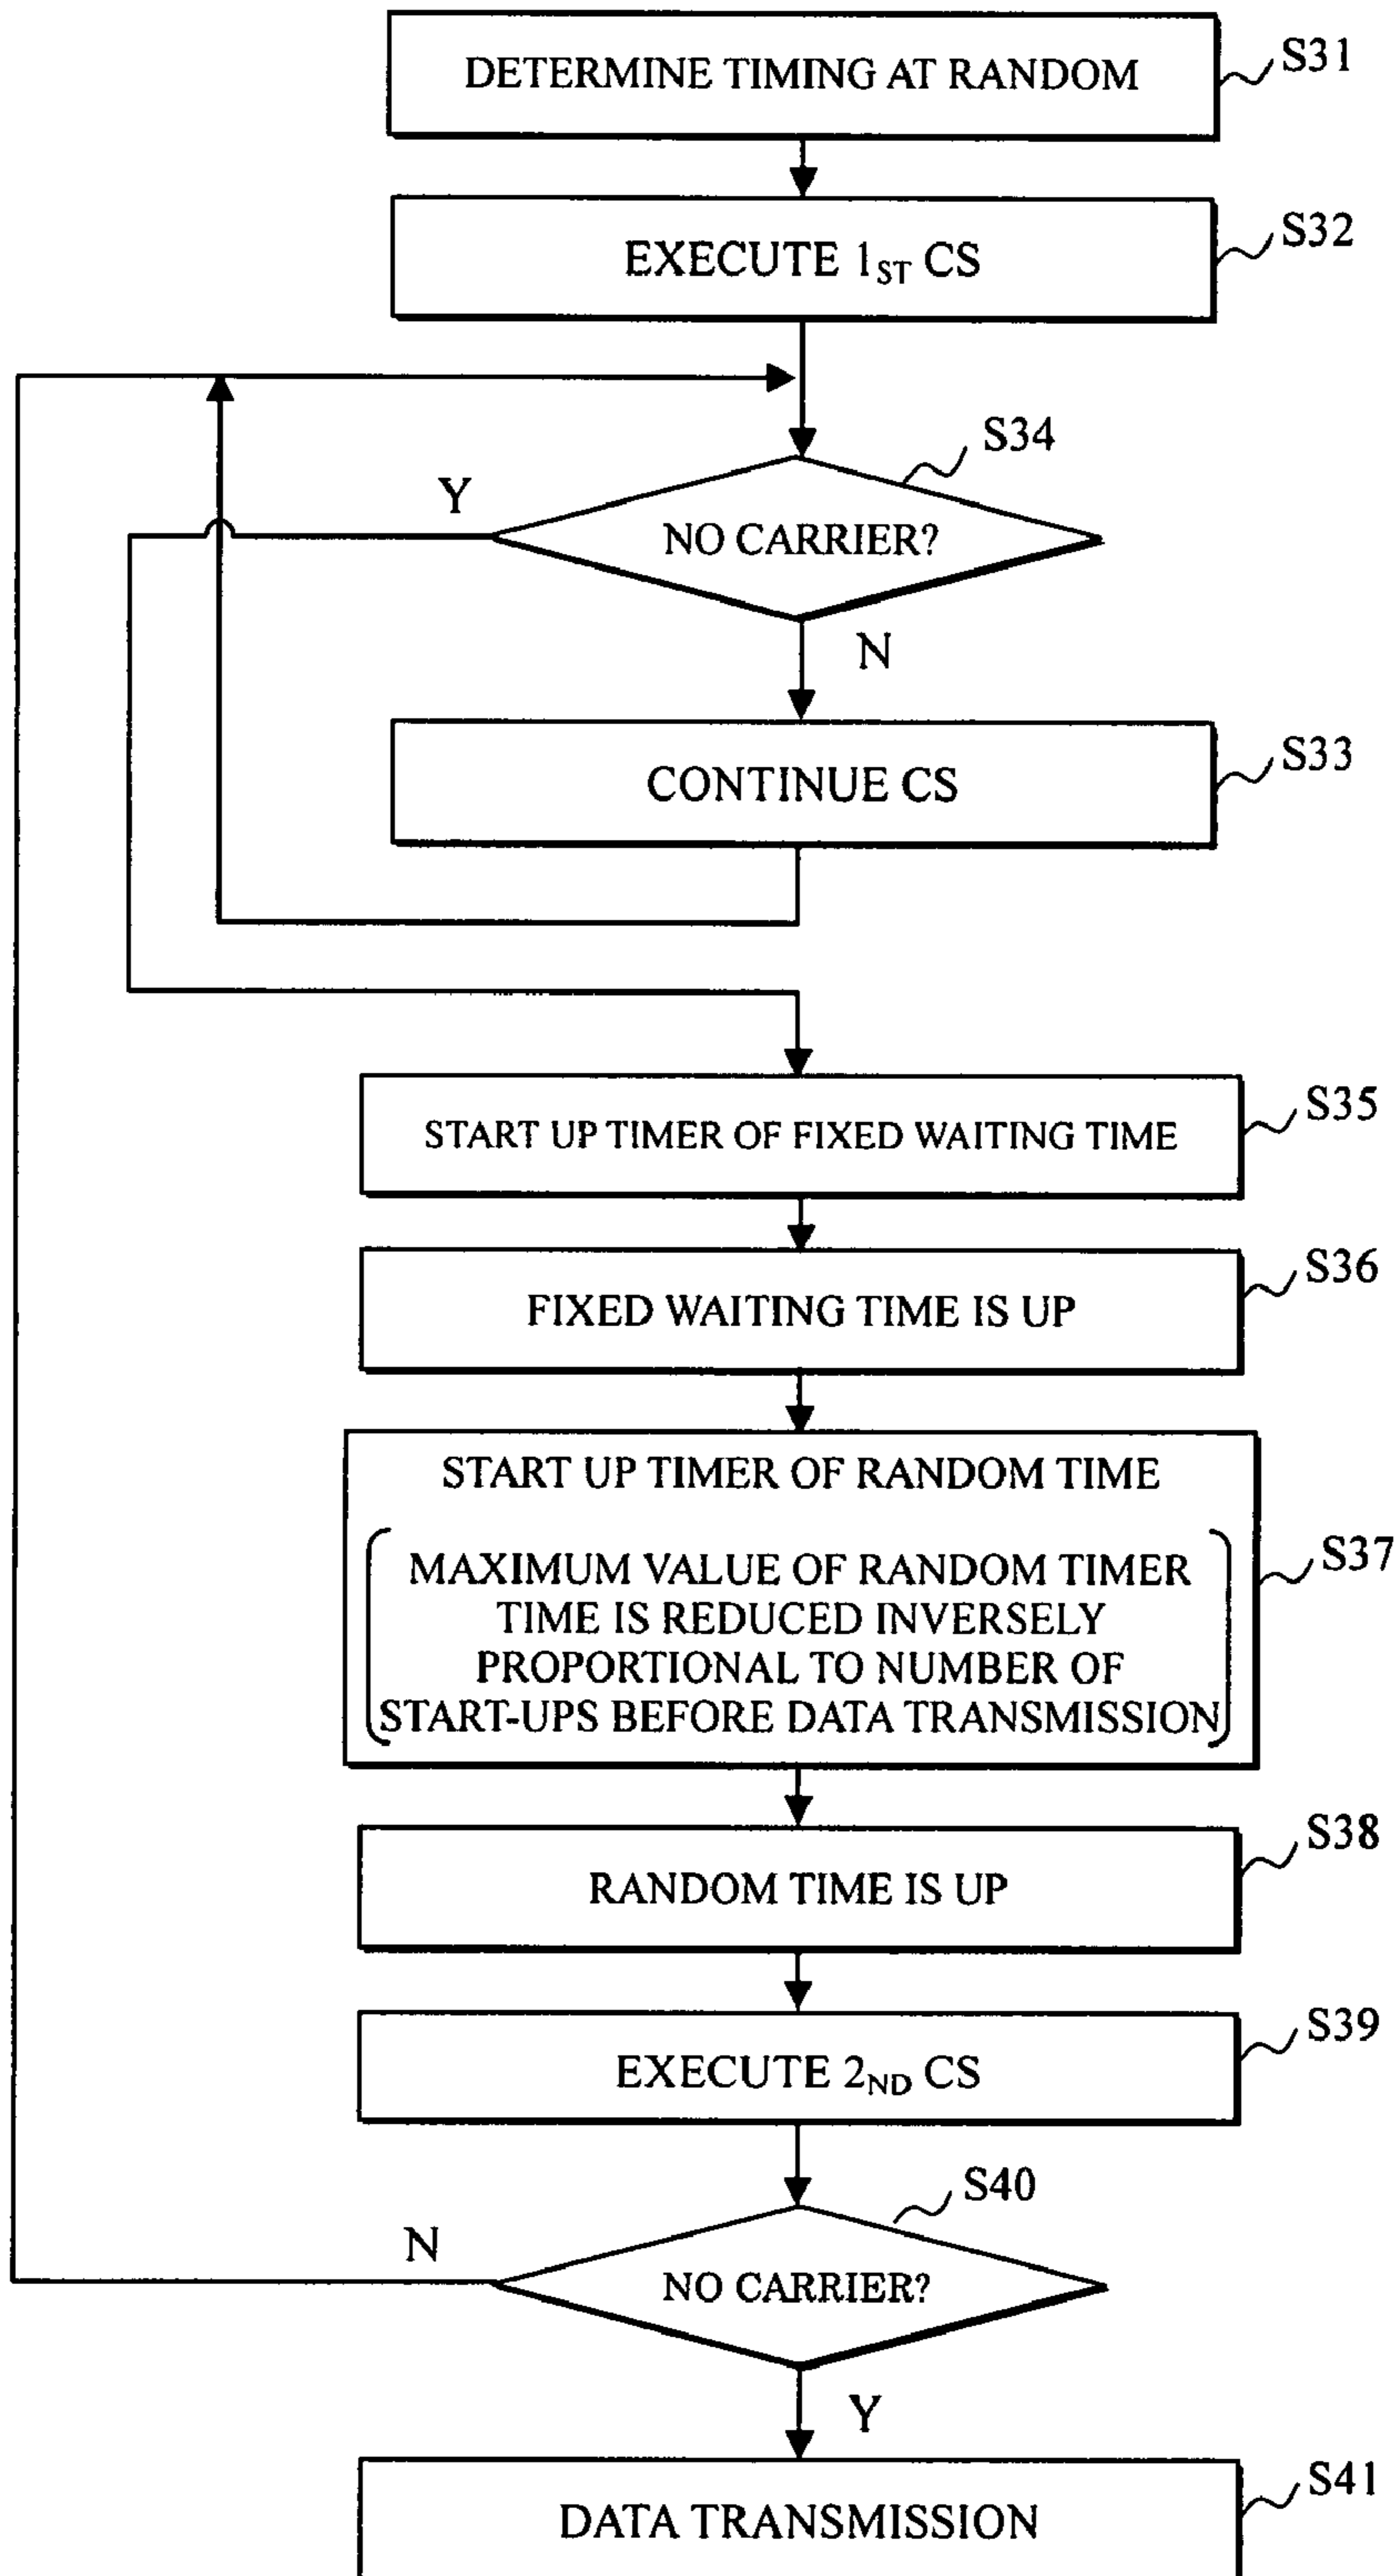 DETERMINE TIMING AT RANDOM
S31
EXECUTE 1ST CS
S32
S34
Y
NO CARRIER?
N
CONTINUE CS
S33
START UP TIMER OF FIXED WAITING TIME
S35
FIXED WAITING TIME IS UP
S36
START UP TIMER OF RANDOM TIME
MAXIMUM VALUE OF RANDOM TIMER
TIME IS REDUCED INVERSELY
PROPORTIONAL TO NUMBER OF
START-UPS BEFORE DATA TRANSMISSION
S37
RANDOM TIME IS UP
S38
EXECUTE 2ND CS
S39
S40
N
NO CARRIER?
Y
DATA TRANSMISSION
S41